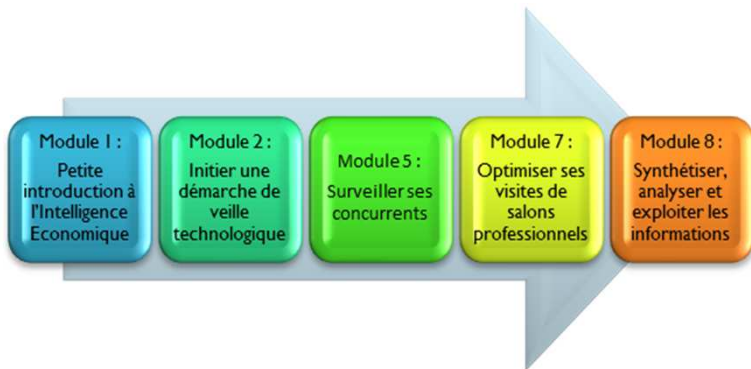 Module 1 :
Petite
introduction à
l'Intelligence
Economique
Module 2 :
Initier une
démarche de
veille
technologique
Module 5 :
Surveiller ses
concurrents
Module 7 :
Optimiser ses
visites de
salons
professionnels
Module 8 :
Synthétiser,
analyser et
exploiter les
informations